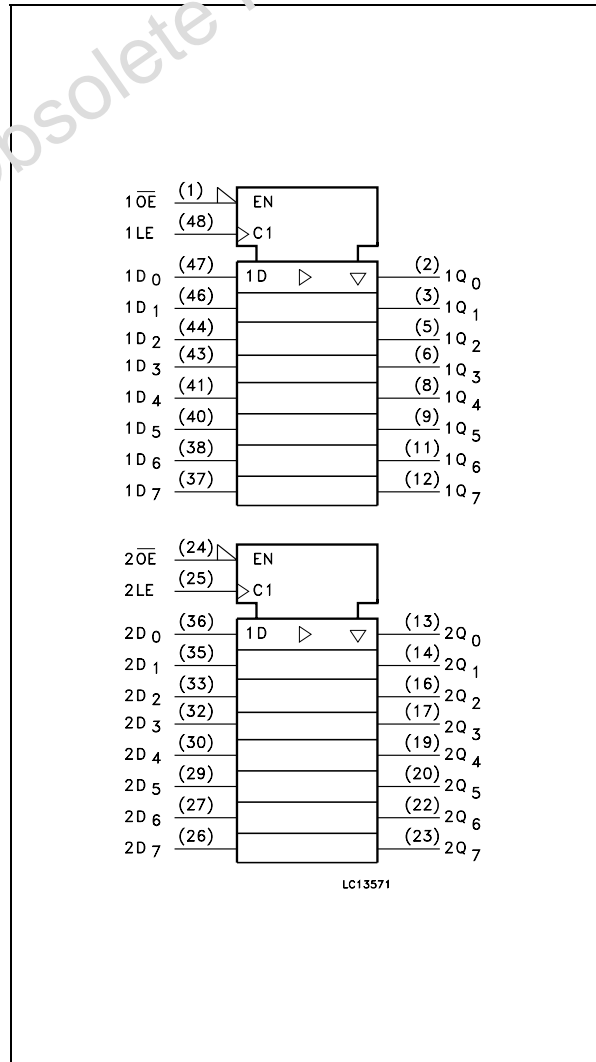 obsolete
1OE (1) EN
1LE (48) C1
1D0 (47) 1D (2) 1Q0
1D1 (46) (3) 1Q1
1D2 (44) (5) 1Q2
1D3 (43) (6) 1Q3
1D4 (41) (8) 1Q4
1D5 (40) (9) 1Q5
1D6 (38) (11) 1Q6
1D7 (37) (12) 1Q7
2OE (24) EN
2LE (25) C1
2D0 (36) 1D (13) 2Q0
2D1 (35) (14) 2Q1
2D2 (33) (16) 2Q2
2D3 (32) (17) 2Q3
2D4 (30) (19) 2Q4
2D5 (29) (20) 2Q5
2D6 (27) (22) 2Q6
2D7 (26) (23) 2Q7
LC13571